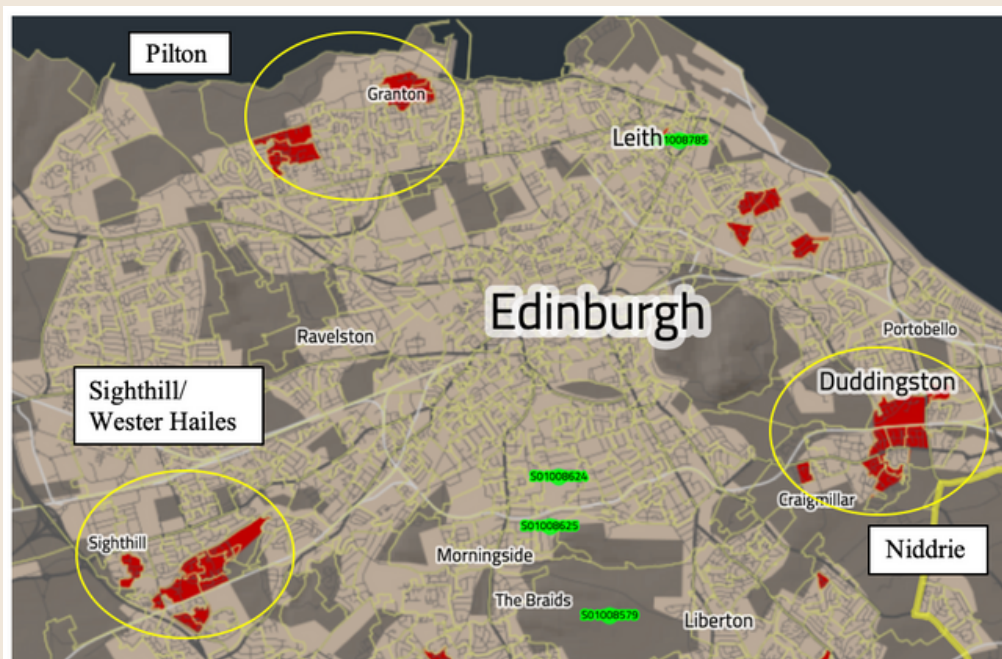 Pilton
Granton
Leith
1008785
Edinburgh
Ravelston
Portobello
Duddingston
Sighthill/
Wester Hailes
S01008624
Craigmillar
S01008625
Sighthill
Morningside
Niddrie
The Braids
S01008579
Liberton